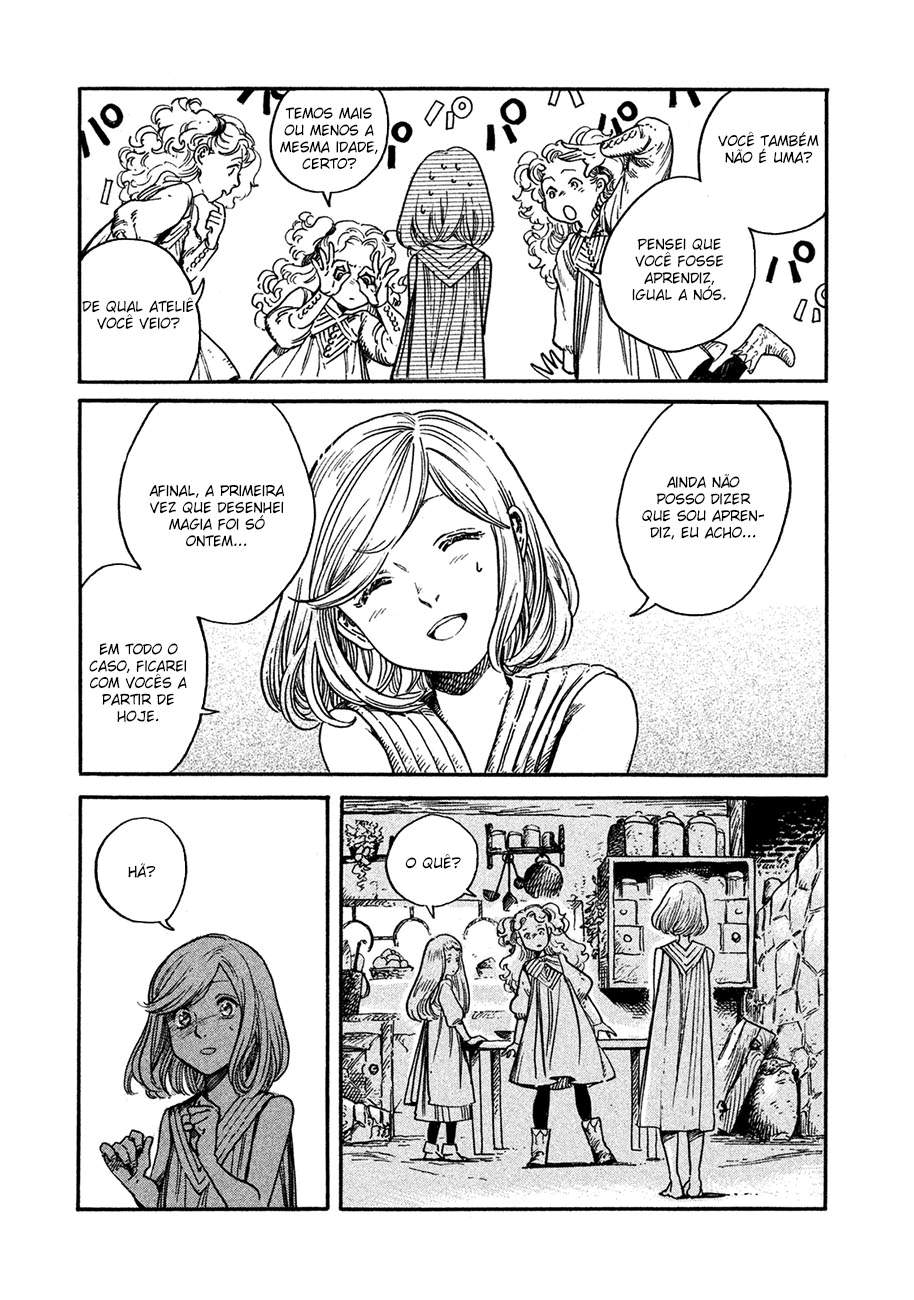 VOCÊ TAMBÉM
NÃO É UMA?
PENSEI QUE
VOCÊ FOSSE
APRENDIZ,
IGUAL A NÓS.
TEMOS MAIS
OU MENOS A
MESMA IDADE,
CERTO?
DE QUAL ATELIÊ
VOCÊ VEIO?
AINDA NÃO
POSSO DIZER
QUE SOU APREN-
DIZ, EU ACHO...
AFINAL, A PRIMEIRA
VEZ QUE DESENHEI
MAGIA FOI SÓ
ONTEM...
EM TODO O
CASO, FICAREI
COM VOCÊS A
PARTIR DE
HOJE.
O QUÊ?
HÃ?